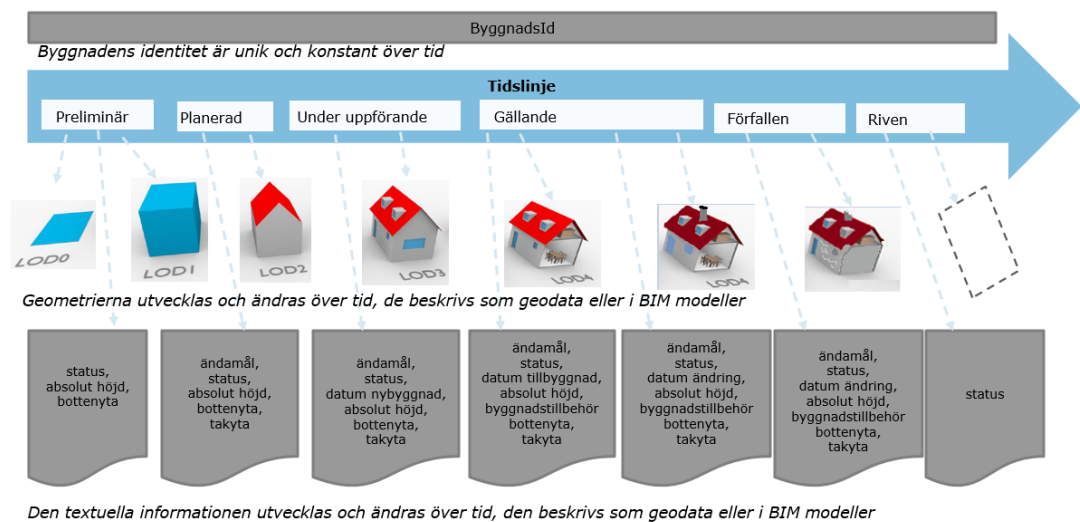 ByggnadsId
Byggnadens identitet är unik och konstant över tid
Tidslinje
Preliminär
Planerad
Under uppförande
Gällande
Förfallen
Riven
LOD0
LOD1
LOD2
LOD3
LOD4
LOD4
Geometrierna utvecklas och ändras över tid, de beskrivs som geodata eller i BIM modeller
status,
absolut höjd,
bottenyta
ändamål,
status,
absolut höjd,
bottenyta,
takyta
ändamål,
status,
datum nybyggnad,
absolut höjd,
bottenyta,
takyta
ändamål,
status,
datum tillbyggnad,
absolut höjd,
byggnadstillbehör
bottenyta,
takyta
ändamål,
status,
datum ändring,
absolut höjd,
byggnadstillbehör
bottenyta,
takyta
ändamål,
status,
datum ändring,
absolut höjd,
byggnadstillbehör
bottenyta,
takyta
status
Den textuella informationen utvecklas och ändras över tid, den beskrivs som geodata eller i BIM modeller